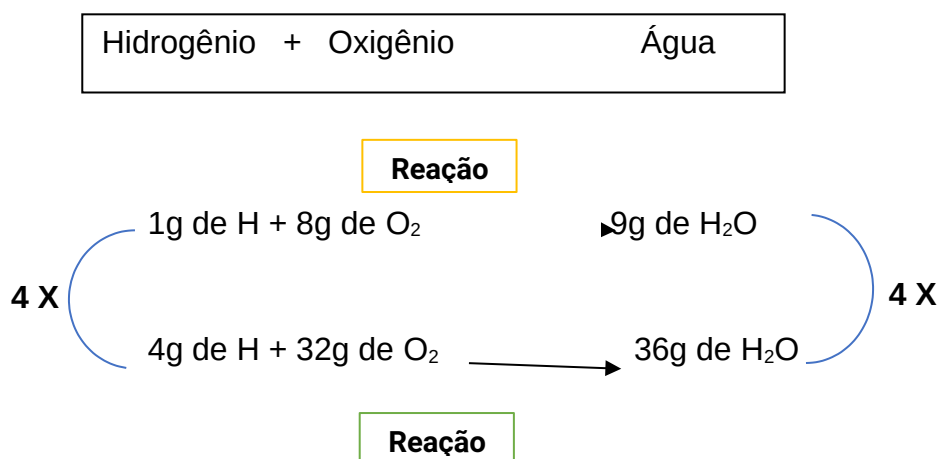 Hidrogênio + Oxigênio Água
Reação
1g de H + 8g de O₂ 9g de H₂O
4 X 4 X
4g de H + 32g de O₂ 36g de H₂O
Reação